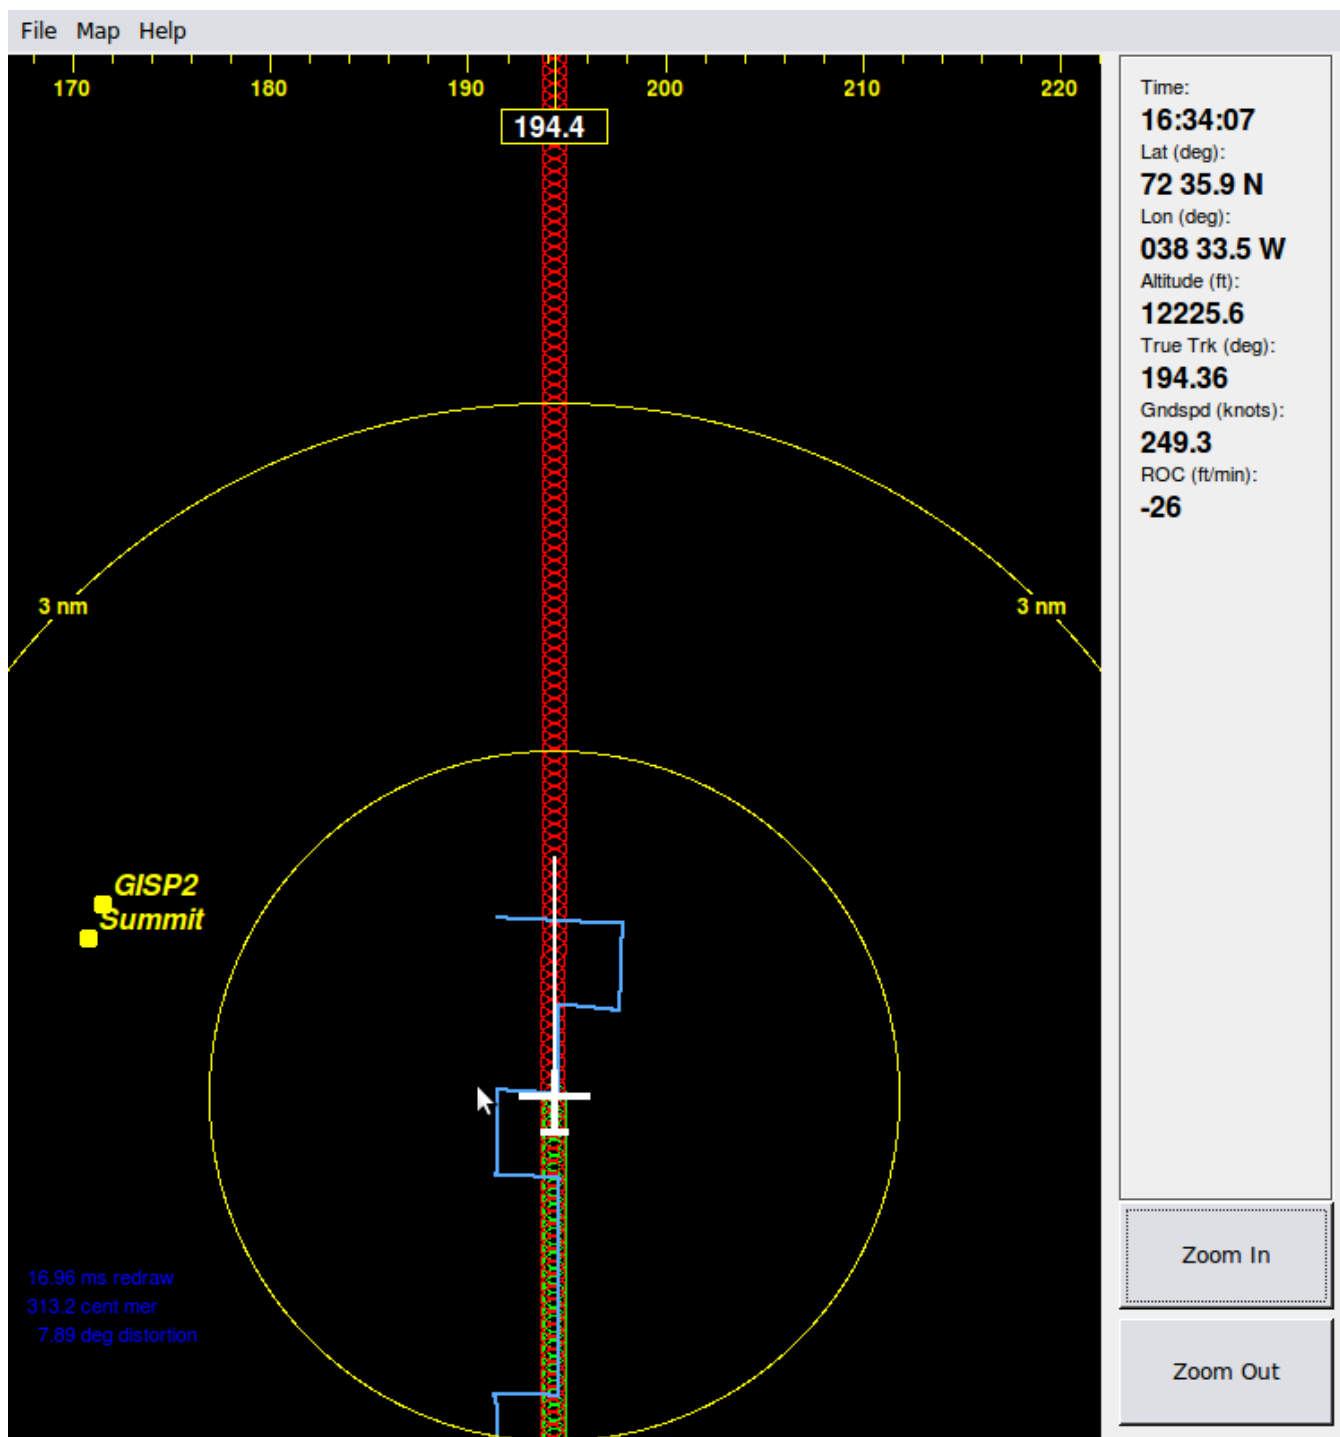 File Map Help
170 180 190 200 210 220
194.4
3 nm 3 nm
GISP2
Summit
16.96 ms redraw
313.2 cent mer
7.89 deg distortion
Time:
16:34:07
Lat (deg):
72 35.9 N
Lon (deg):
038 33.5 W
Altitude (ft):
12225.6
True Trk (deg):
194.36
Gndspd (knots):
249.3
ROC (ft/min):
-26
Zoom In
Zoom Out